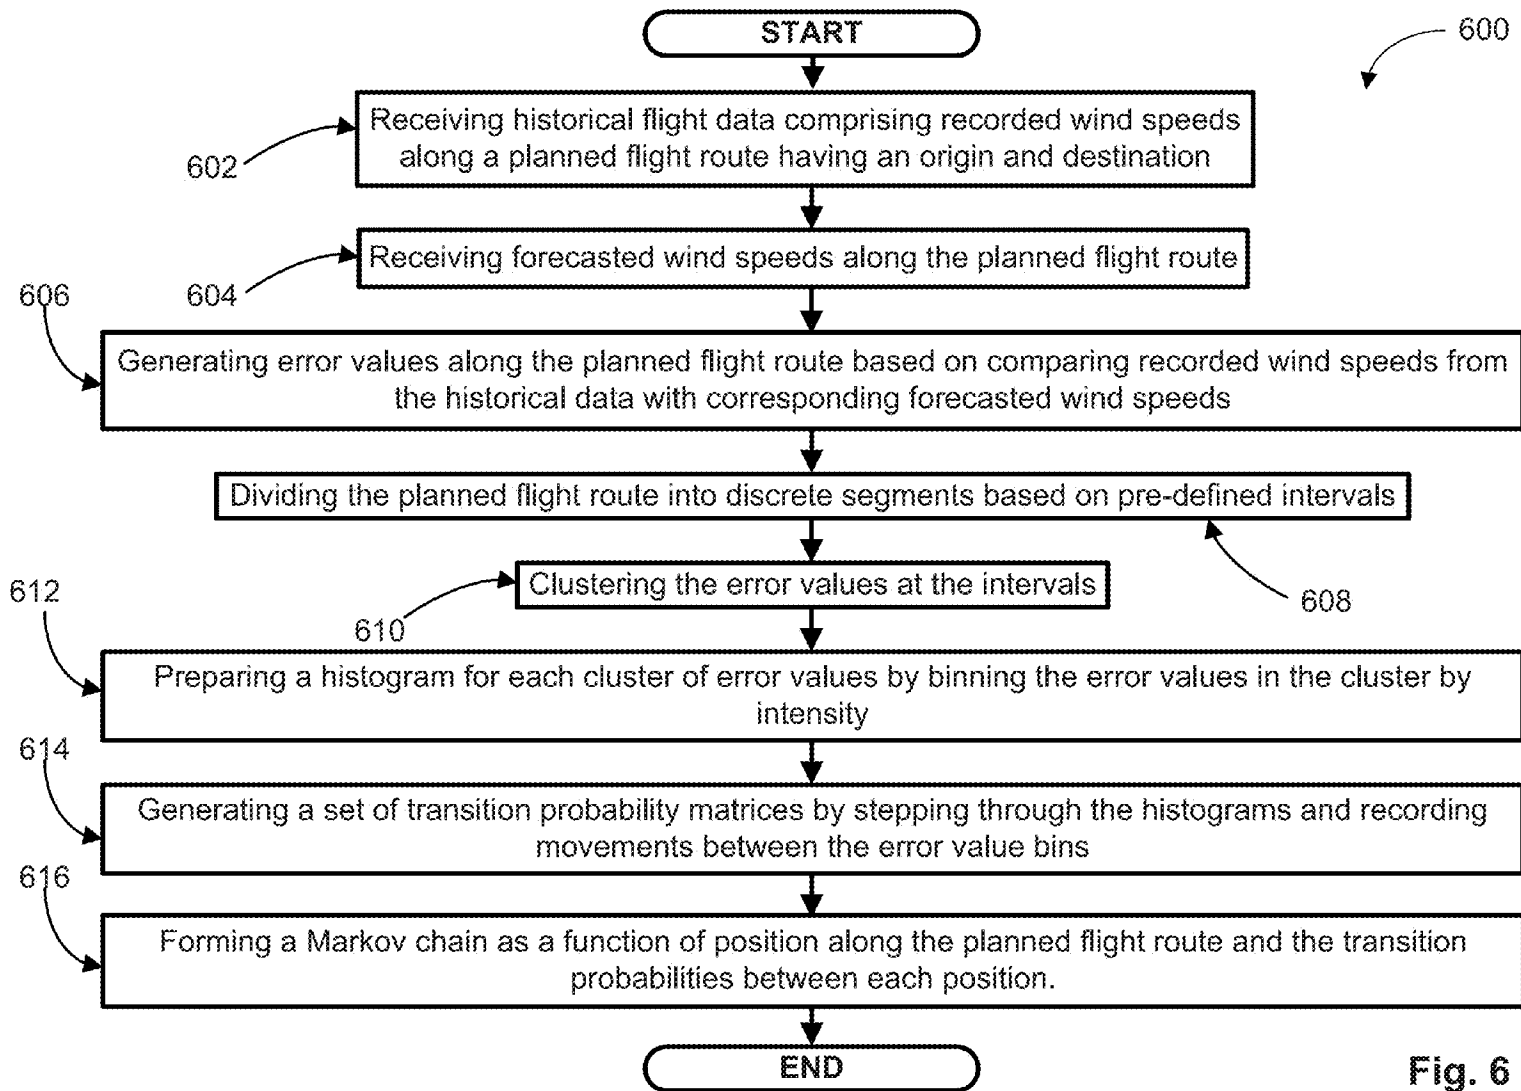 START
600
Receiving historical flight data comprising recorded wind speeds
along a planned flight route having an origin and destination
602
Receiving forecasted wind speeds along the planned flight route
604
606
Generating error values along the planned flight route based on comparing recorded wind speeds from
the historical data with corresponding forecasted wind speeds
Dividing the planned flight route into discrete segments based on pre-defined intervals
608
Clustering the error values at the intervals
610
612
Preparing a histogram for each cluster of error values by binning the error values in the cluster by
intensity
614
Generating a set of transition probability matrices by stepping through the histograms and recording
movements between the error value bins
616
Forming a Markov chain as a function of position along the planned flight route and the transition
probabilities between each position.
END
Fig. 6